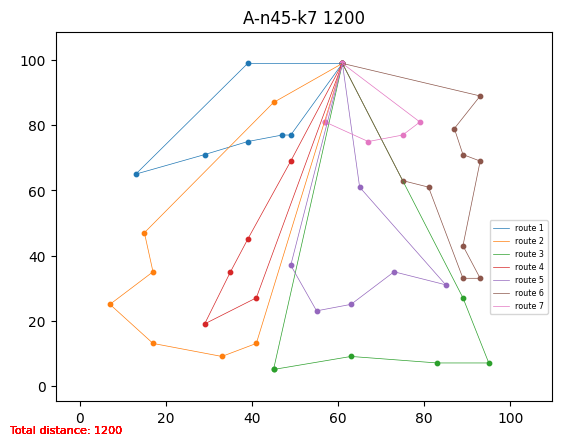 A-n45-k7 1200
100
80
60
40
20
0
0 20 40 60 80 100
route 1
route 2
route 3
route 4
route 5
route 6
route 7
Total distance: 1200